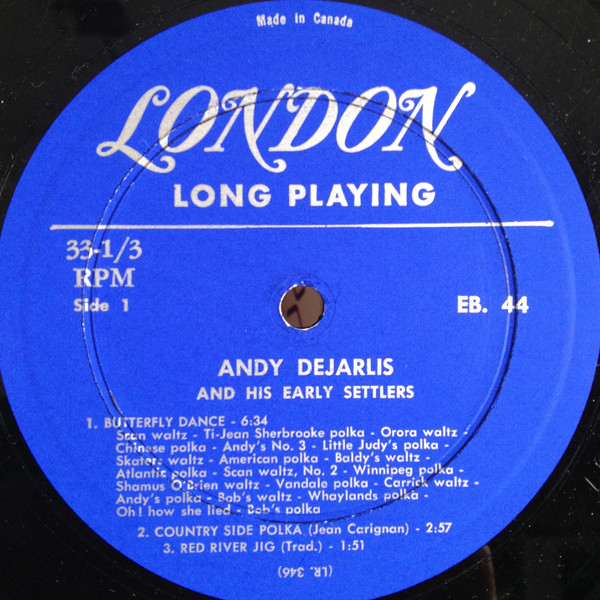 Made in Canada
LONDON
LONG PLAYING
33-1/3
RPM
Side 1
EB. 44
ANDY DEJARLIS
AND HIS EARLY SETTLERS
1. BUTTERFLY DANCE - 6:34
Scan waltz - Ti-Jean Sherbrooke polka - Orora waltz -
Chinese polka - Andy's No. 3 - Little Judy's polka -
Skaters waltz - American polka - Baldy's waltz -
Atlantic polka - Scan waltz, No. 2 - Winnipeg polka -
Shamus O'Brien waltz - Vandale polka - Carrick waltz -
Andy's polka - Bob's waltz - Whaylands polka -
Oh! how she lied - Bob's polka
2. COUNTRY SIDE POLKA (Jean Carignan) - 2:57
3. RED RIVER JIG (Trad.) - 1:51
(LR. 346)